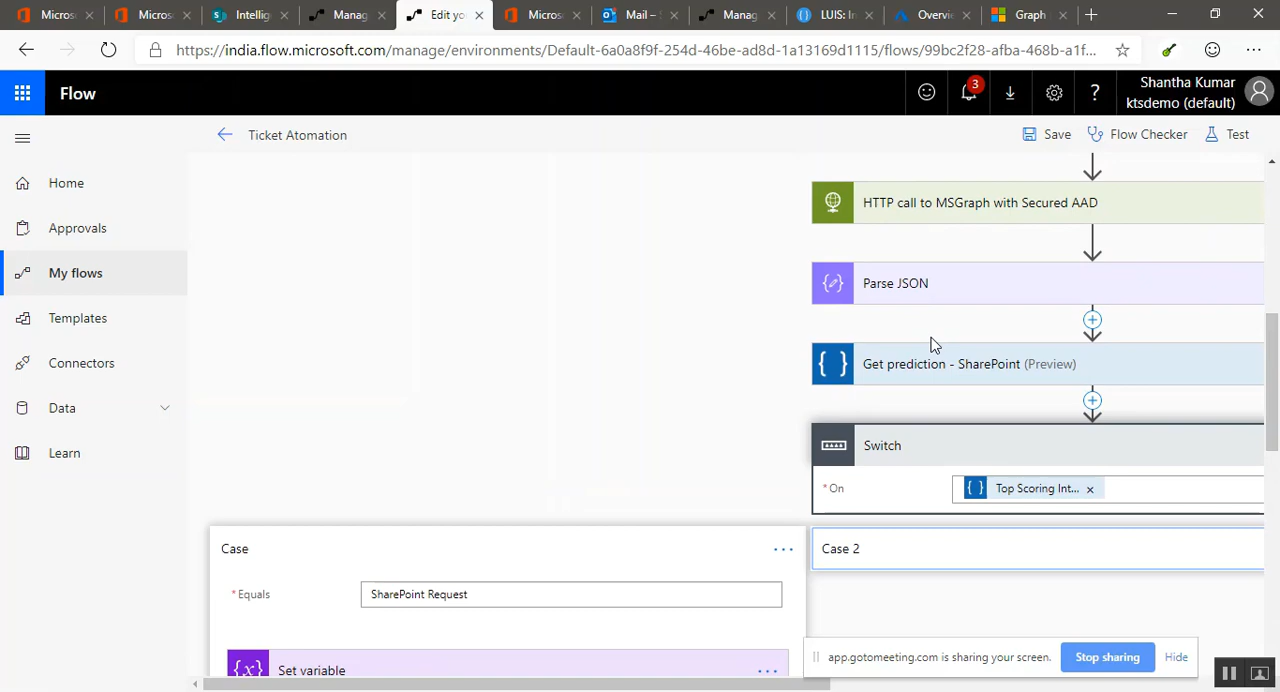 Micros
Micros
Intellig
Manag
Edit yo
Micros
Mail –
Manag
LUIS: In
Overvie
Graph
https://india.flow.microsoft.com/manage/environments/Default-6a0a8f9f-254d-46be-ad8d-1a13169d1115/flows/99bc2f28-afba-468b-a1f...
Flow
3
?
Shantha Kumar
ktsdemo (default)
Ticket Atomation
Save
Flow Checker
Test
Home
Approvals
My flows
Templates
Connectors
Data
Learn
HTTP call to MSGraph with Secured AAD
Parse JSON
Get prediction - SharePoint (Preview)
Switch
* On
Top Scoring Int... ×
Case
...
Case 2
* Equals
SharePoint Request
Set variable
...
app.gotomeeting.com is sharing your screen.
Stop sharing
Hide